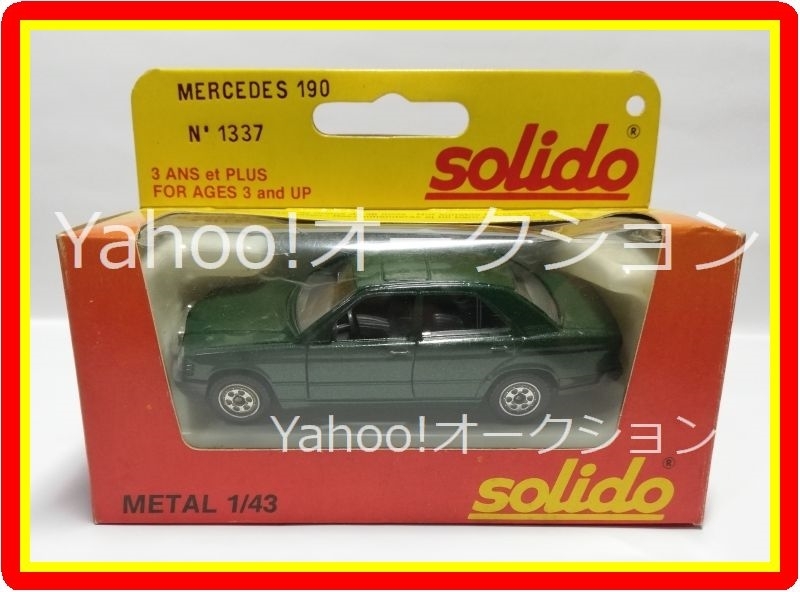 MERCEDES 190
N° 1337
3 ANS et PLUS
FOR AGES 3 and UP
solido®
Yahoo!オークション
Yahoo!オークション
METAL 1/43
solido®